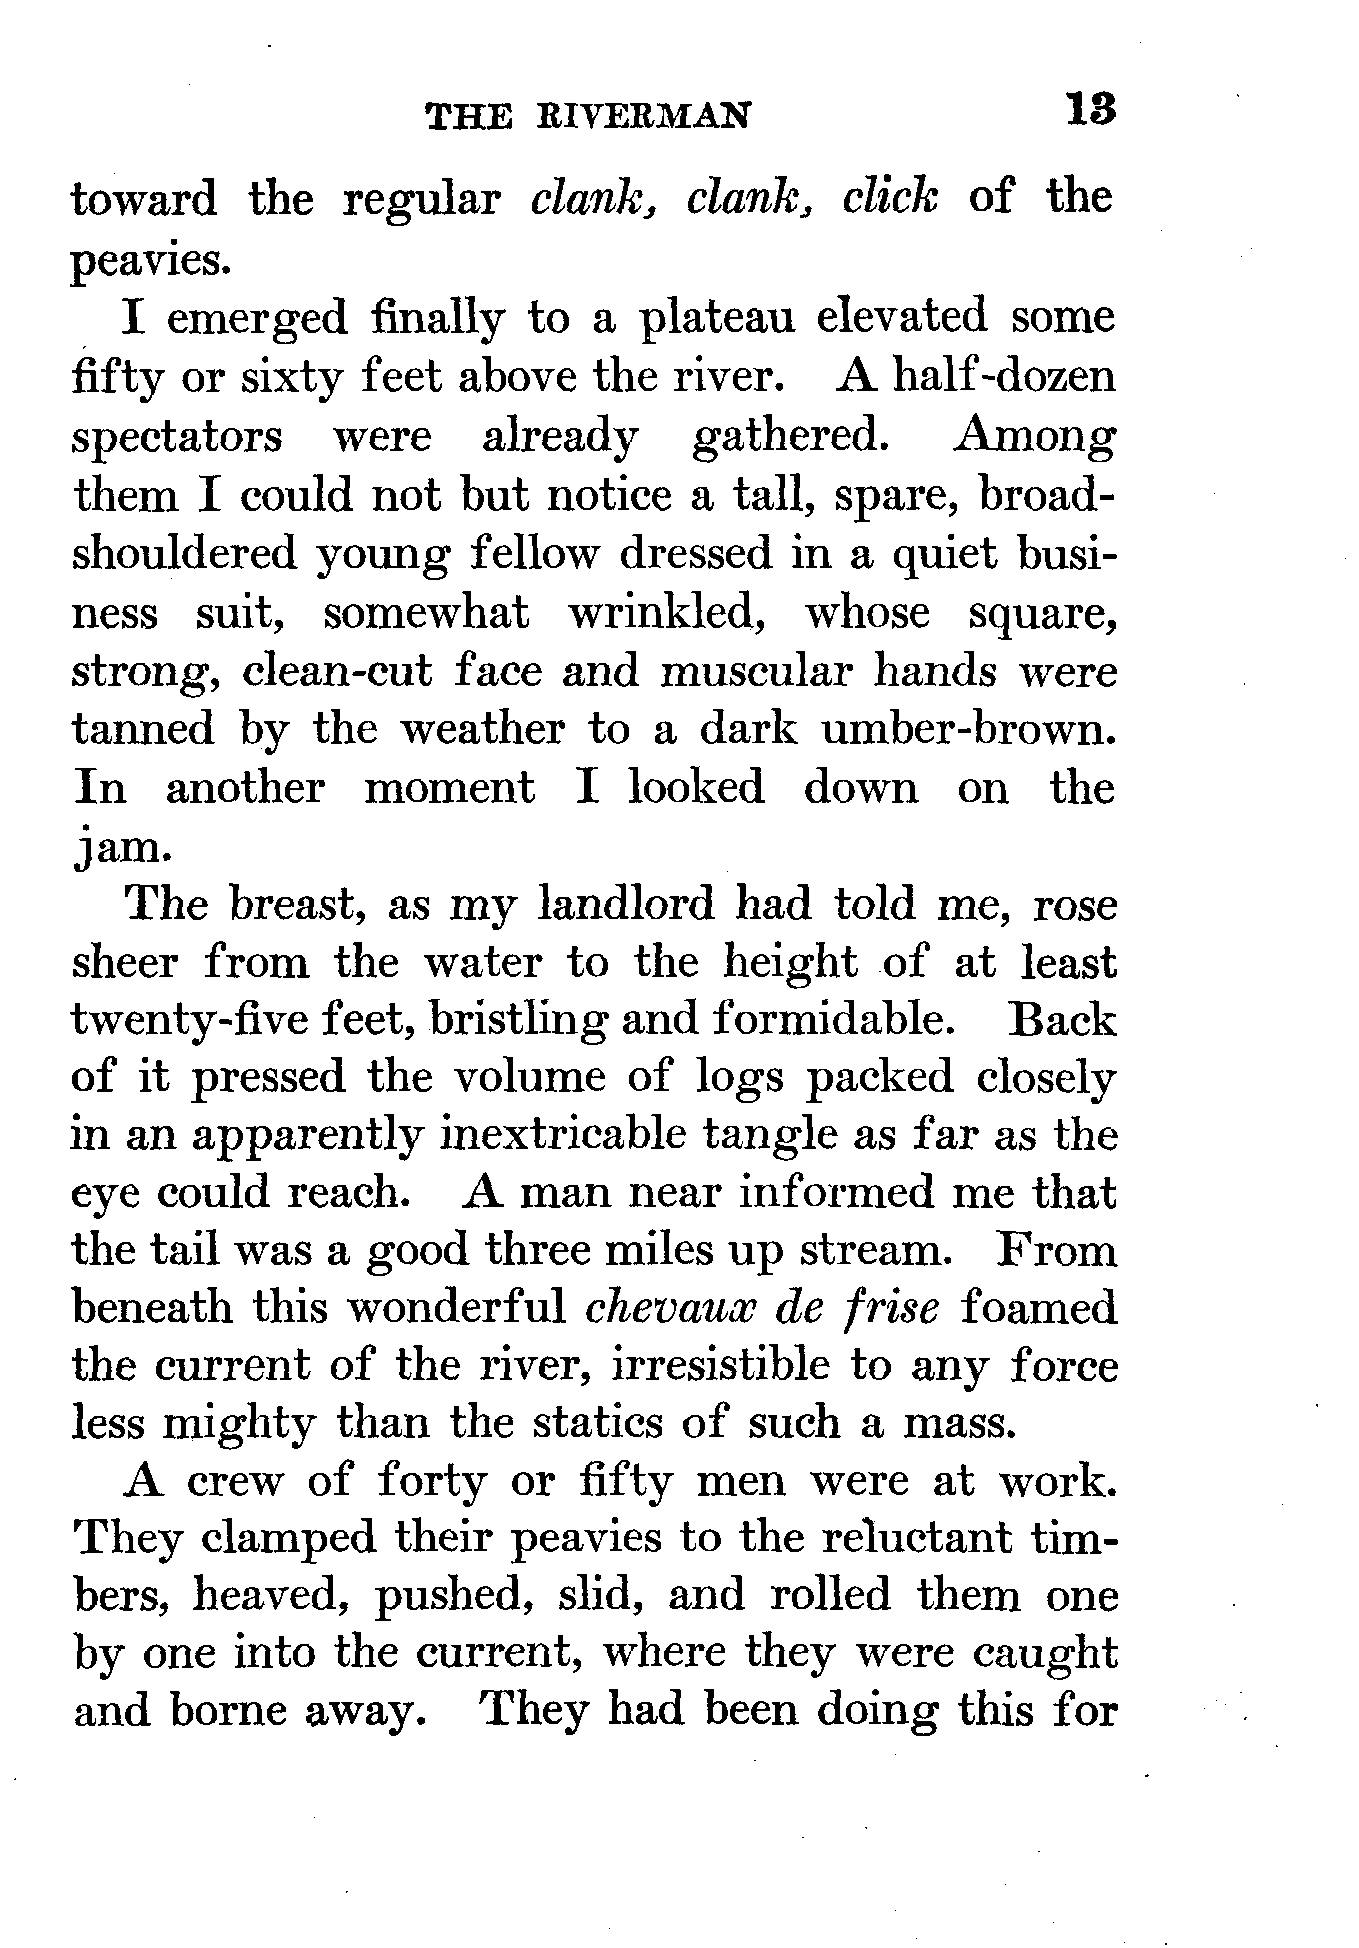 THE RIVERMAN 13
toward the regular clank, clank, click of the
peavies.
I emerged finally to a plateau elevated some
fifty or sixty feet above the river. A half-dozen
spectators were already gathered. Among
them I could not but notice a tall, spare, broad-
shouldered young fellow dressed in a quiet busi-
ness suit, somewhat wrinkled, whose square,
strong, clean-cut face and muscular hands were
tanned by the weather to a dark umber-brown.
In another moment I looked down on the
jam.
The breast, as my landlord had told me, rose
sheer from the water to the height of at least
twenty-five feet, bristling and formidable. Back
of it pressed the volume of logs packed closely
in an apparently inextricable tangle as far as the
eye could reach. A man near informed me that
the tail was a good three miles up stream. From
beneath this wonderful chevaux de frise foamed
the current of the river, irresistible to any force
less mighty than the statics of such a mass.
A crew of forty or fifty men were at work.
They clamped their peavies to the reluctant tim-
bers, heaved, pushed, slid, and rolled them one
by one into the current, where they were caught
and borne away. They had been doing this for